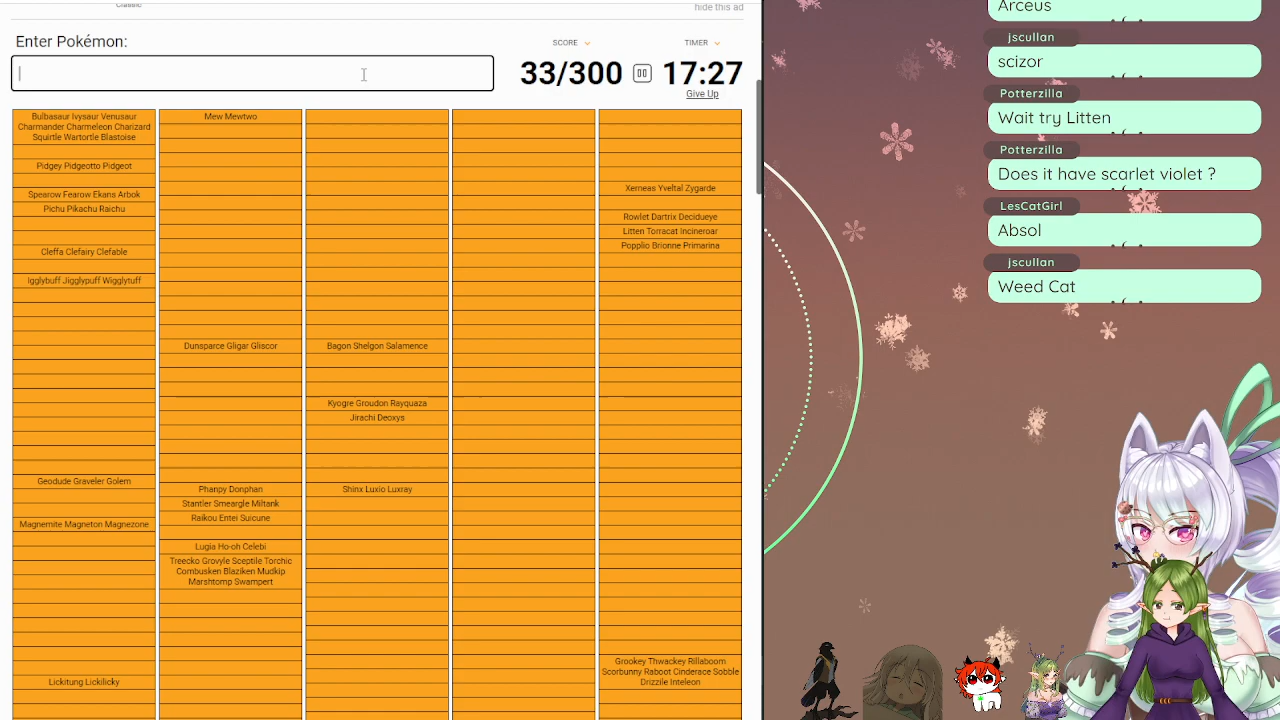 Classic
hide this ad
Enter Pokémon:
SCORE
TIMER
33/300
17:27
Give Up
Bulbasaur Ivysaur Venusaur
Charmander Charmeleon Charizard
Squirtle Wartortle Blastoise
Pidgey Pidgeotto Pidgeot
Spearow Fearow Ekans Arbok
Pichu Pikachu Raichu
Cleffa Clefairy Clefable
Igglybuff Jigglypuff Wigglytuff
Geodude Graveler Golem
Magnemite Magneton Magnezone
Lickitung Lickilicky
Mew Mewtwo
Dunsparce Gligar Gliscor
Phanpy Donphan
Stantler Smeargle Miltank
Raikou Entei Suicune
Lugia Ho-oh Celebi
Treecko Grovyle Sceptile Torchic
Combusken Blaziken Mudkip
Marshtomp Swampert
Bagon Shelgon Salamence
Kyogre Groudon Rayquaza
Jirachi Deoxys
Shinx Luxio Luxray
Xerneas Yveltal Zygarde
Rowlet Dartrix Decidueye
Litten Torracat Incineroar
Popplio Brionne Primarina
Grookey Thwackey Rillaboom
Scorbunny Raboot Cinderace Sobble
Drizzile Inteleon
Arceus
jscullan
scizor
Potterzilla
Wait try Litten
Potterzilla
Does it have scarlet violet ?
LesCatGirl
Absol
jscullan
Weed Cat